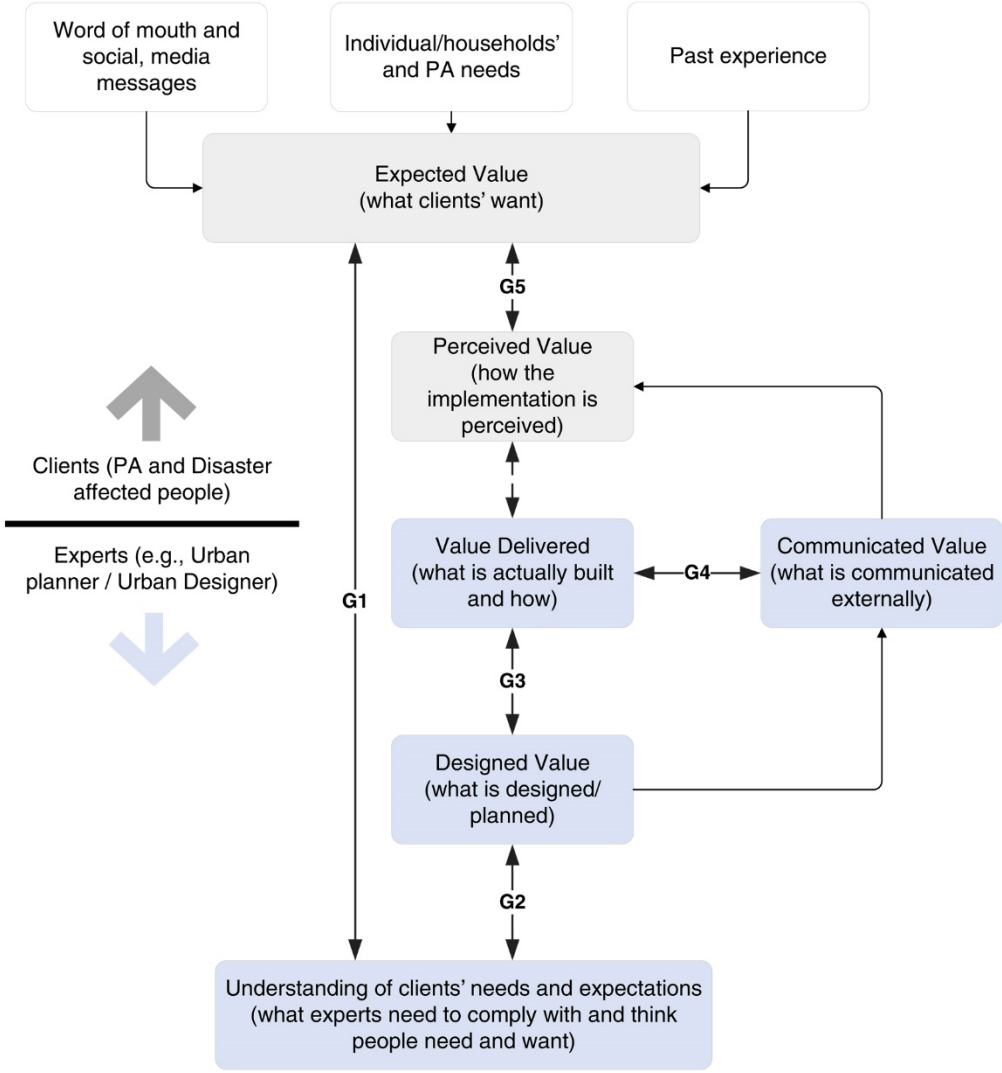 Word of mouth and
social, media
messages
Individual/households’
and PA needs
Past experience
Expected Value
(what clients’ want)
G5
Perceived Value
(how the
implementation is
perceived)
Clients (PA and Disaster
affected people)
Experts (e.g., Urban
planner / Urban Designer)
G1
Value Delivered
(what is actually built
and how)
G4
Communicated Value
(what is communicated
externally)
G3
Designed Value
(what is designed/
planned)
G2
Understanding of clients’ needs and expectations
(what experts need to comply with and think
people need and want)